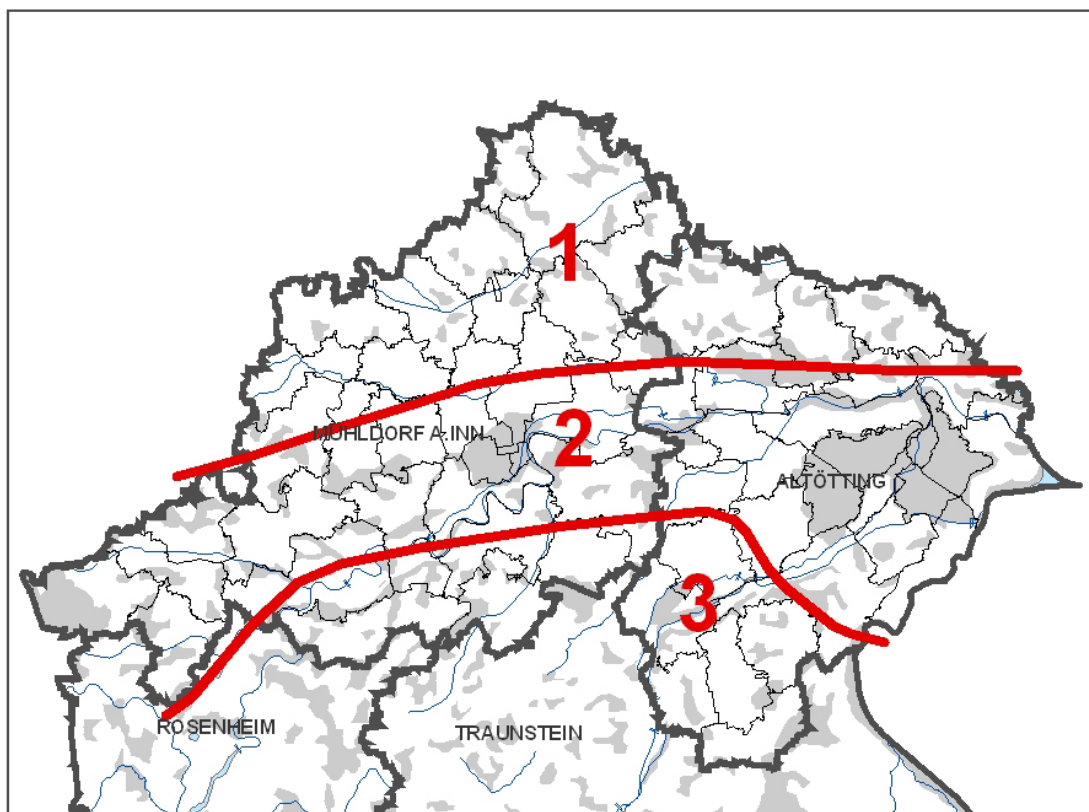 1
MÜHLDORF A.INN
2
ALTÖTTING
3
ROSENHEIM
TRAUNSTEIN